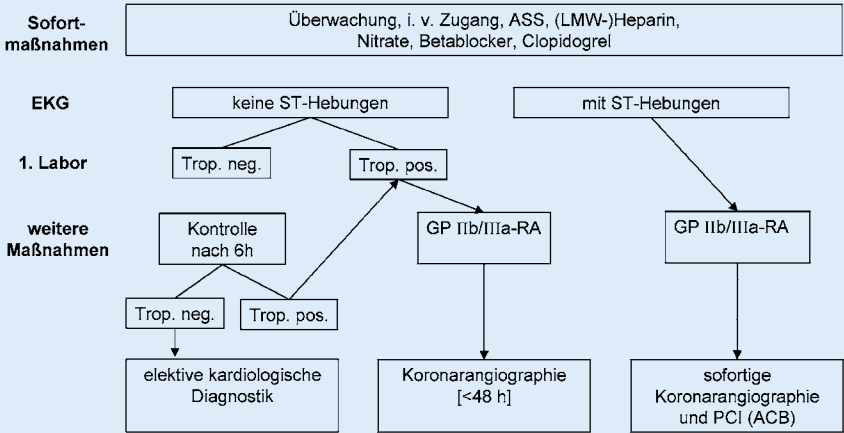 Sofort-
maßnahmen
Überwachung, i. v. Zugang, ASS, (LMW-)Heparin,
Nitrate, Betablocker, Clopidogrel
EKG
keine ST-Hebungen
mit ST-Hebungen
1. Labor
Trop. neg.
Trop. pos.
weitere
Maßnahmen
Kontrolle
nach 6h
GP IIb/IIIa-RA
GP IIb/IIIa-RA
Trop. neg.
Trop. pos.
elektive kardiologische
Diagnostik
Koronarangiographie
[<48 h]
sofortige
Koronarangiographie
und PCI (ACB)